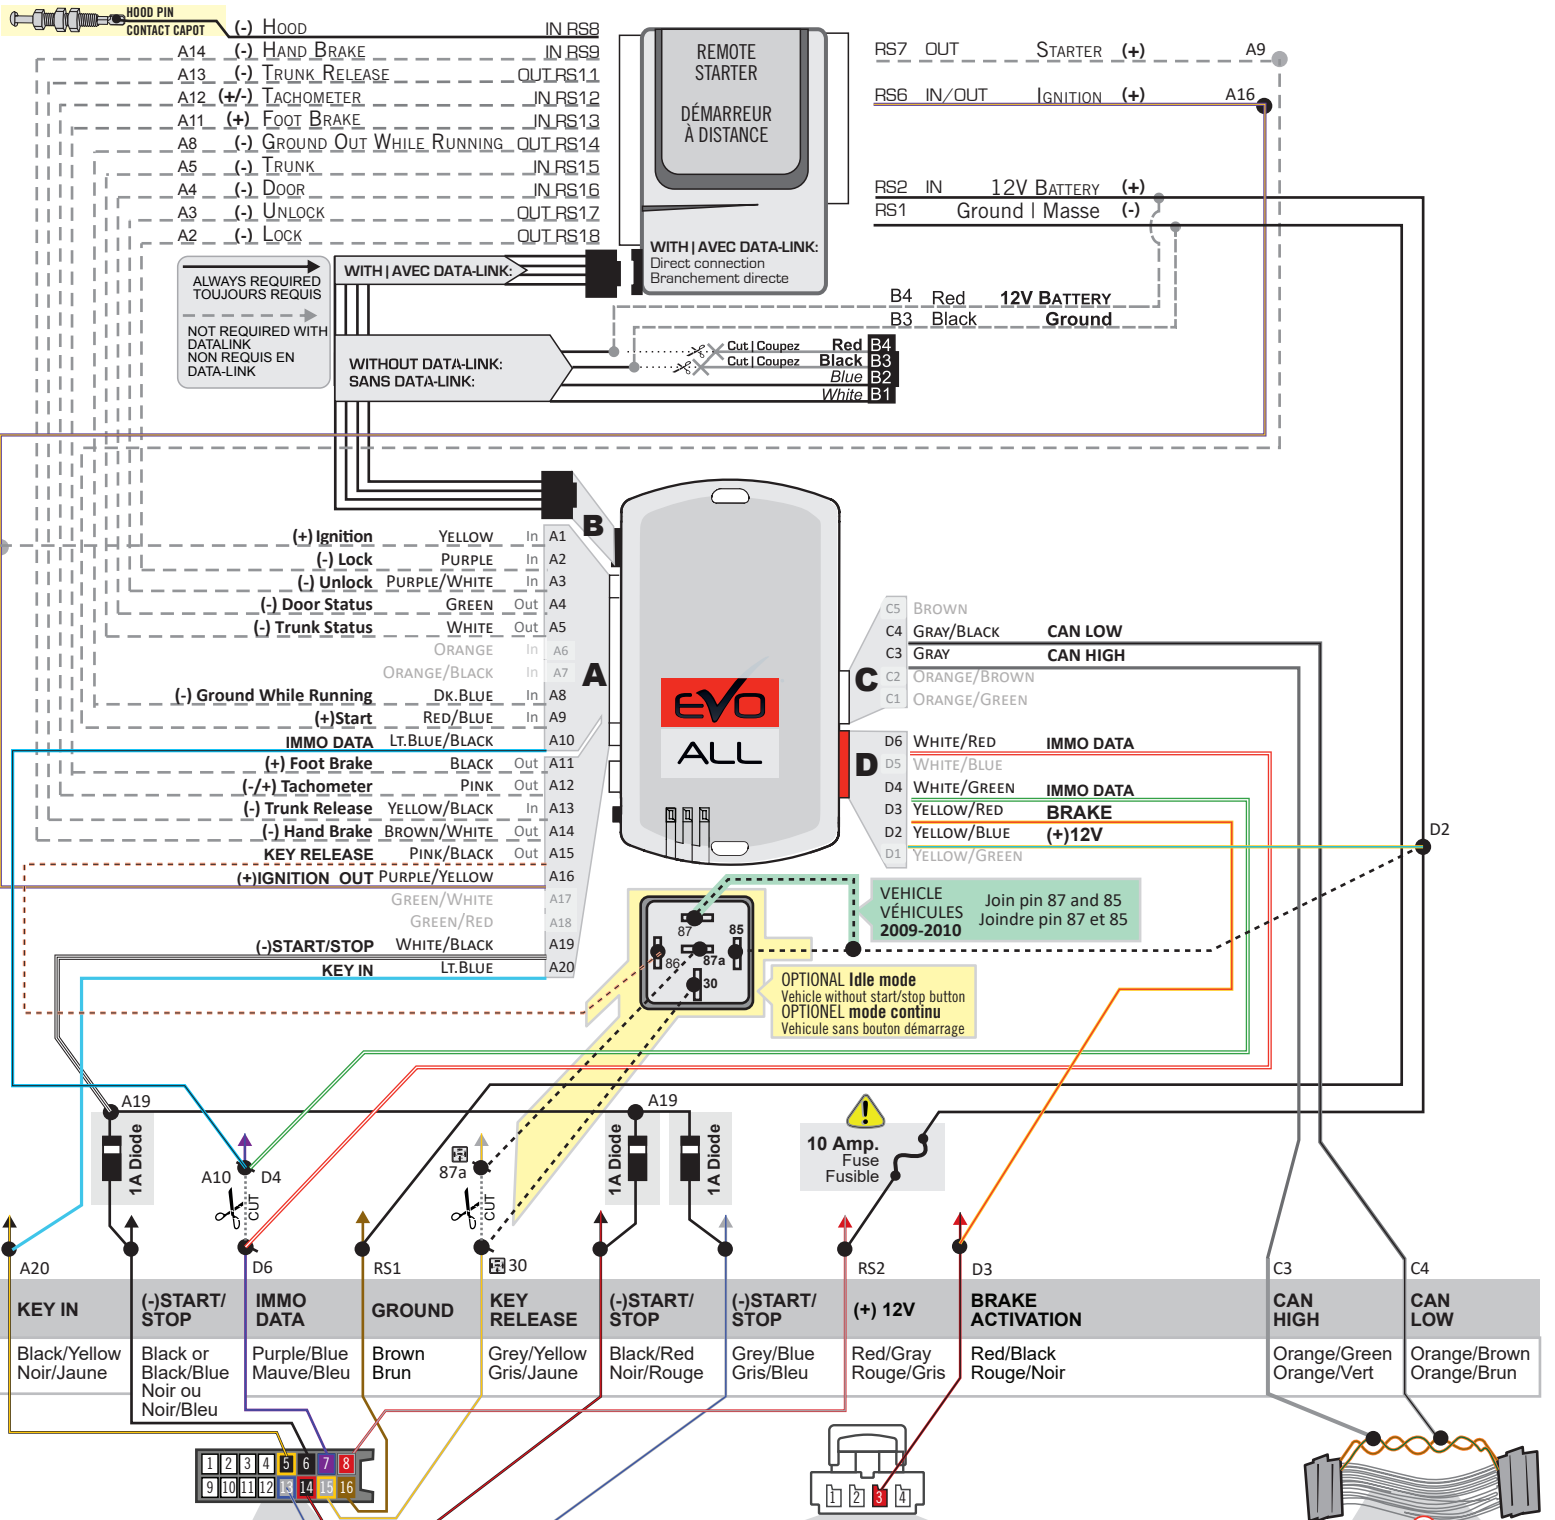 HOOD PIN
CONTACT CAPOT
(-) HOOD IN RS8
A14 (-) HAND BRAKE IN RS9
A13 (-) TRUNK RELEASE OUT RS11
A12 (+/-) TACHOMETER IN RS12
A11 (+) FOOT BRAKE IN RS13
A8 (-) GROUND OUT WHILE RUNNING OUT RS14
A5 (-) TRUNK IN RS15
A4 (-) DOOR IN RS16
A3 (-) UNLOCK OUT RS17
A2 (-) LOCK OUT RS18
REMOTE
STARTER
DÉMARREUR
À DISTANCE
WITH | AVEC DATA-LINK:
Direct connection
Branchement directe
RS7 OUT STARTER (+) A9
RS6 IN/OUT IGNITION (+) A16
RS2 IN 12V BATTERY (+)
RS1 Ground | Masse (-)
ALWAYS REQUIRED
TOUJOURS REQUIS
NOT REQUIRED WITH
DATALINK
NON REQUIS EN
DATA-LINK
WITH | AVEC DATA-LINK:
WITHOUT DATA-LINK:
SANS DATA-LINK:
B4 Red 12V BATTERY
B3 Black Ground
Cut | Coupez Red B4
Cut | Coupez Black B3
Blue B2
White B1
B
(+) Ignition YELLOW In A1
(-) Lock PURPLE In A2
(-) Unlock PURPLE/WHITE In A3
(-) Door Status GREEN Out A4
(-) Trunk Status WHITE Out A5
ORANGE In A6
ORANGE/BLACK In A7
(-) Ground While Running DK.BLUE In A8
(+)Start RED/BLUE In A9
IMMO DATA LT.BLUE/BLACK A10
(+) Foot Brake BLACK Out A11
(-/+) Tachometer PINK Out A12
(-) Trunk Release YELLOW/BLACK In A13
(-) Hand Brake BROWN/WHITE Out A14
KEY RELEASE PINK/BLACK Out A15
(+)IGNITION OUT PURPLE/YELLOW A16
GREEN/WHITE A17
GREEN/RED A18
(-)START/STOP WHITE/BLACK A19
KEY IN LT.BLUE A20
A
EVO
ALL
C
C5 BROWN
C4 GRAY/BLACK CAN LOW
C3 GRAY CAN HIGH
C2 ORANGE/BROWN
C1 ORANGE/GREEN
D
D6 WHITE/RED IMMO DATA
D5 WHITE/BLUE
D4 WHITE/GREEN IMMO DATA
D3 YELLOW/RED BRAKE
D2 YELLOW/BLUE (+)12V
D1 YELLOW/GREEN
D2
87
85
86
87a
30
VEHICLE
VÉHICULES
2009-2010
Join pin 87 and 85
Joindre pin 87 et 85
OPTIONAL Idle mode
Vehicle without start/stop button
OPTIONEL mode continu
Vehicule sans bouton démarrage
A19
1A Diode
A10 D4
CUT
87a
CUT
A19
1A Diode
1A Diode
10 Amp.
Fuse
Fusible
A20
D6
RS1
30
RS2
D3
C3
C4
KEY IN
(-)START/
STOP
IMMO
DATA
GROUND
KEY
RELEASE
(-)START/
STOP
(-)START/
STOP
(+) 12V
BRAKE
ACTIVATION
CAN
HIGH
CAN
LOW
Black/Yellow
Noir/Jaune
Black or
Black/Blue
Noir ou
Noir/Bleu
Purple/Blue
Mauve/Bleu
Brown
Brun
Grey/Yellow
Gris/Jaune
Black/Red
Noir/Rouge
Grey/Blue
Gris/Bleu
Red/Gray
Rouge/Gris
Red/Black
Rouge/Noir
Orange/Green
Orange/Vert
Orange/Brown
Orange/Brun
1 2 3 4 5 6 7 8
9 10 11 12 13 14 15 16
1 2 3 4